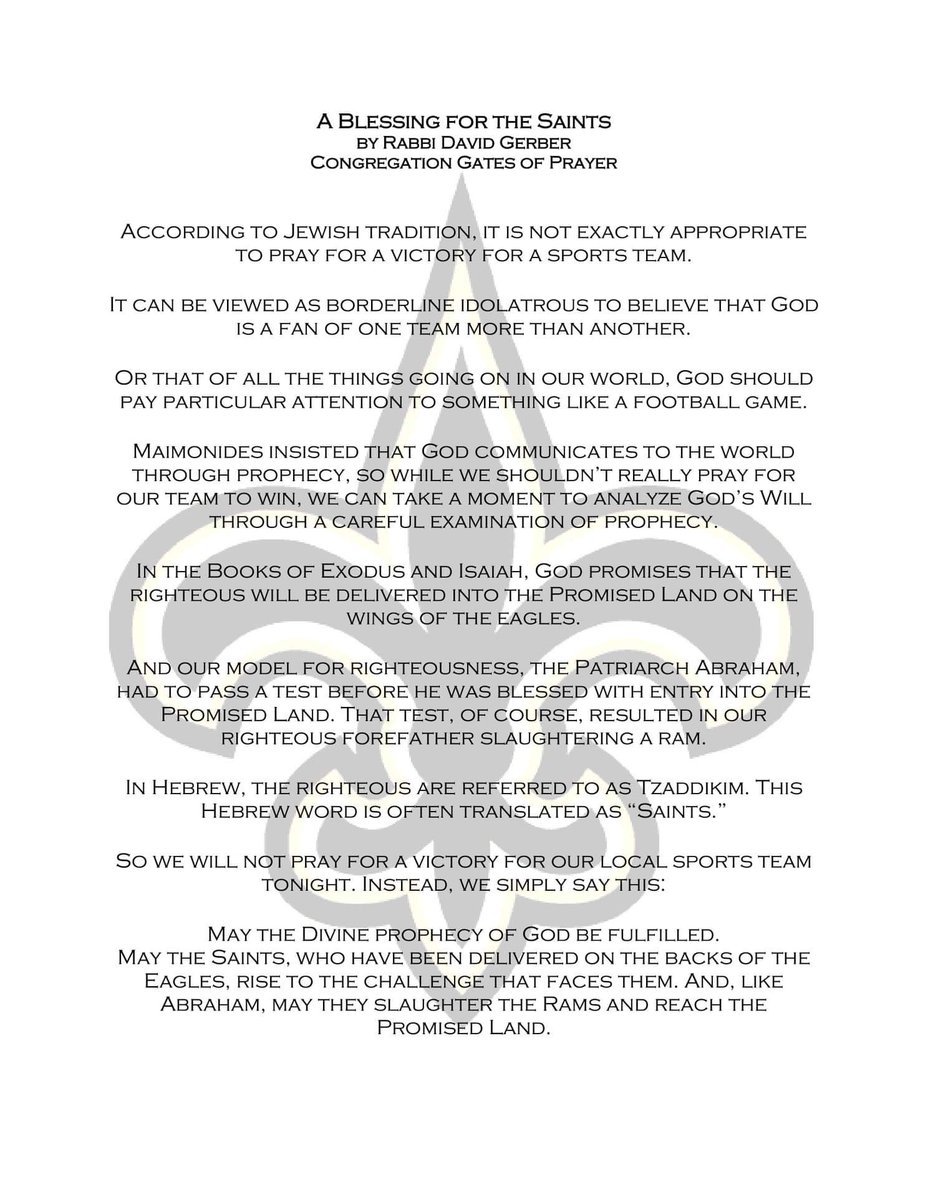 A Blessing for the Saints
by Rabbi David Gerber
Congregation Gates of Prayer
According to Jewish tradition, it is not exactly appropriate
to pray for a victory for a sports team.
It can be viewed as borderline idolatrous to believe that God
is a fan of one team more than another.
Or that of all the things going on in our world, God should
pay particular attention to something like a football game.
Maimonides insisted that God communicates to the world
through prophecy, so while we shouldn’t really pray for
our team to win, we can take a moment to analyze God’s Will
through a careful examination of prophecy.
In the Books of Exodus and Isaiah, God promises that the
righteous will be delivered into the Promised Land on the
wings of the eagles.
And our model for righteousness, the Patriarch Abraham,
had to pass a test before he was blessed with entry into the
Promised Land. That test, of course, resulted in our
righteous forefather slaughtering a ram.
In Hebrew, the righteous are referred to as Tzaddikim. This
Hebrew word is often translated as “Saints.”
So we will not pray for a victory for our local sports team
tonight. Instead, we simply say this:
May the Divine prophecy of God be fulfilled.
May the Saints, who have been delivered on the backs of the
Eagles, rise to the challenge that faces them. And, like
Abraham, may they slaughter the Rams and reach the
Promised Land.